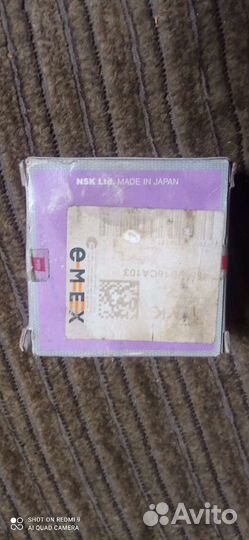 NSK Ltd. MADE IN JAPAN
eMEX
SHOT ON REDMI 9
AI QUAD CAMERA
Avito